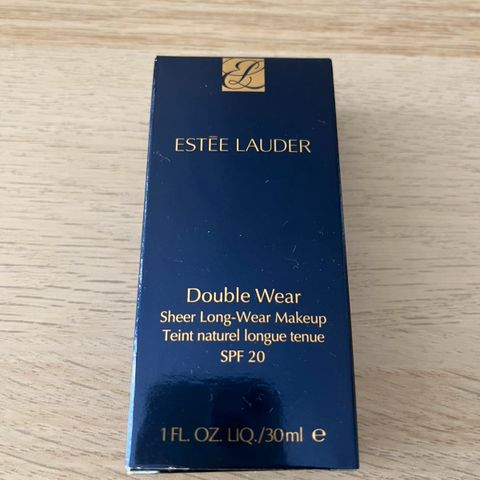 EL
ESTĒE LAUDER
Double Wear
Sheer Long-Wear Makeup
Teint naturel longue tenue
SPF 20
1 FL. OZ. LIQ./30ml e